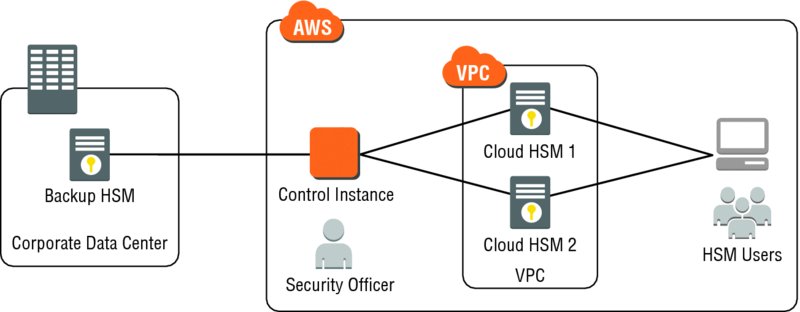 AWS
VPC
Cloud HSM 1
Backup HSM
Control Instance
Corporate Data Center
Cloud HSM 2
HSM Users
Security Officer
VPC